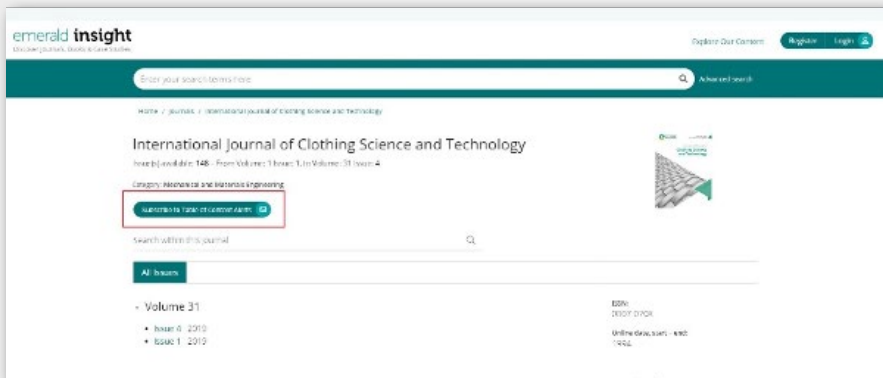 emerald insight
Discover Journals, Books & Case Studies
Explore Our Content
Register
Login
Enter your search terms here
Advanced search
Home / Journals / International Journal of Clothing Science and Technology
International Journal of Clothing Science and Technology
Issue(s) available: 148 – From Volume: 1 Issue: 1, to Volume: 31 Issue: 4
Category: Mechanical and Materials Engineering
Subscribe to Table of Content Alerts
Search within this journal
All Issues
Volume 31
Issue 4 2019
Issue 1 2019
ISSN:
Online date, start – end:
1994